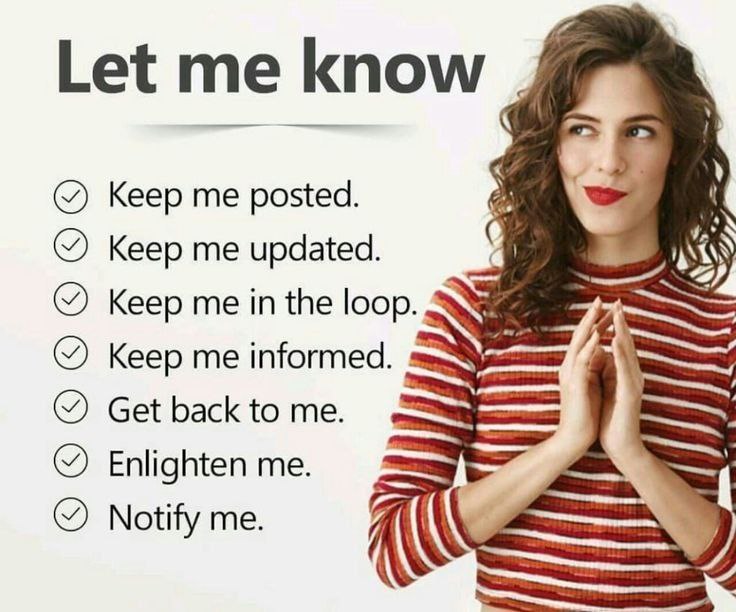 Let me know
Keep me posted.
Keep me updated.
Keep me in the loop.
Keep me informed.
Get back to me.
Enlighten me.
Notify me.